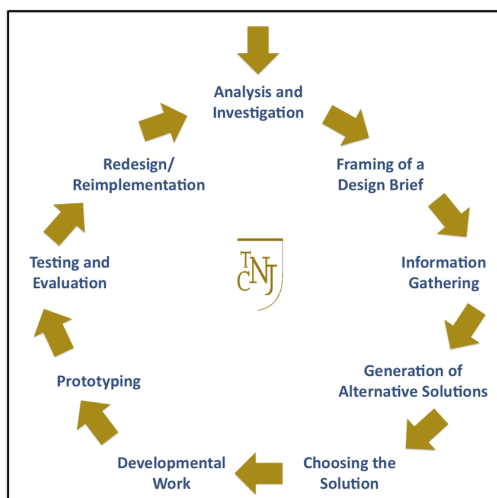 Analysis and
Investigation
Framing of a
Design Brief
Information
Gathering
Generation of
Alternative Solutions
Choosing the
Solution
Developmental
Work
Prototyping
Testing and
Evaluation
Redesign/
Reimplementation
TCNJ